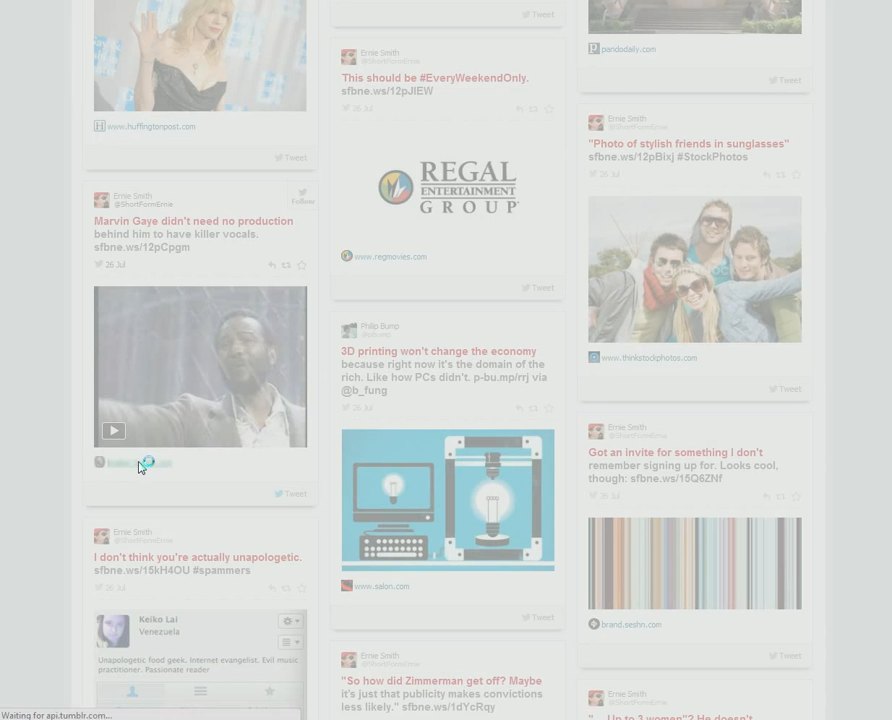 www.huffingtonpost.com
Tweet
Ernie Smith
@ShortFormErnie
Follow
Marvin Gaye didn't need no production
behind him to have killer vocals.
sfbne.ws/12pCpgm
26 Jul
Tweet
Ernie Smith
@ShortFormErnie
I don't think you're actually unapologetic.
sfbne.ws/15kH4OU #spammers
26 Jul
Keiko Lai
Venezuela
Unapologetic food geek. Internet evangelist. Evil music
practitioner. Passionate reader
Waiting for api.tumblr.com...
Tweet
Ernie Smith
@ShortFormErnie
This should be #EveryWeekendOnly.
sfbne.ws/12pJIEW
26 Jul
REGAL
ENTERTAINMENT
GROUP
www.regmovies.com
Tweet
Philip Bump
3D printing won't change the economy
because right now it's the domain of the
rich. Like how PCs didn't. p-bu.mp/rrj via
@b_fung
26 Jul
www.salon.com
Tweet
Ernie Smith
@ShortFormErnie
"So how did Zimmerman get off? Maybe
it's just that publicity makes convictions
less likely." sfbne.ws/1dYcRqy
pandodaily.com
Tweet
Ernie Smith
@ShortFormErnie
"Photo of stylish friends in sunglasses"
sfbne.ws/12pBixj #StockPhotos
26 Jul
www.thinkstockphotos.com
Tweet
Ernie Smith
@ShortFormErnie
Got an invite for something I don't
remember signing up for. Looks cool,
though: sfbne.ws/15Q6ZNf
26 Jul
brand.seshn.com
Tweet
Ernie Smith
@ShortFormErnie
"... Up to 3 women"? He doesn't